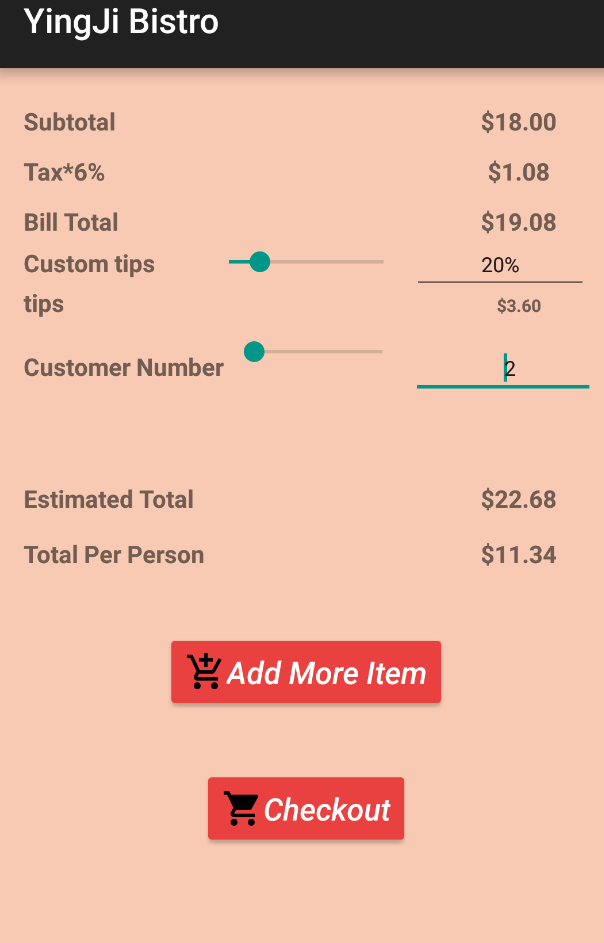 YingJi Bistro
Subtotal $18.00
Tax*6% $1.08
Bill Total $19.08
Custom tips 20%
tips $3.60
Customer Number 2
Estimated Total $22.68
Total Per Person $11.34
Add More Item
Checkout